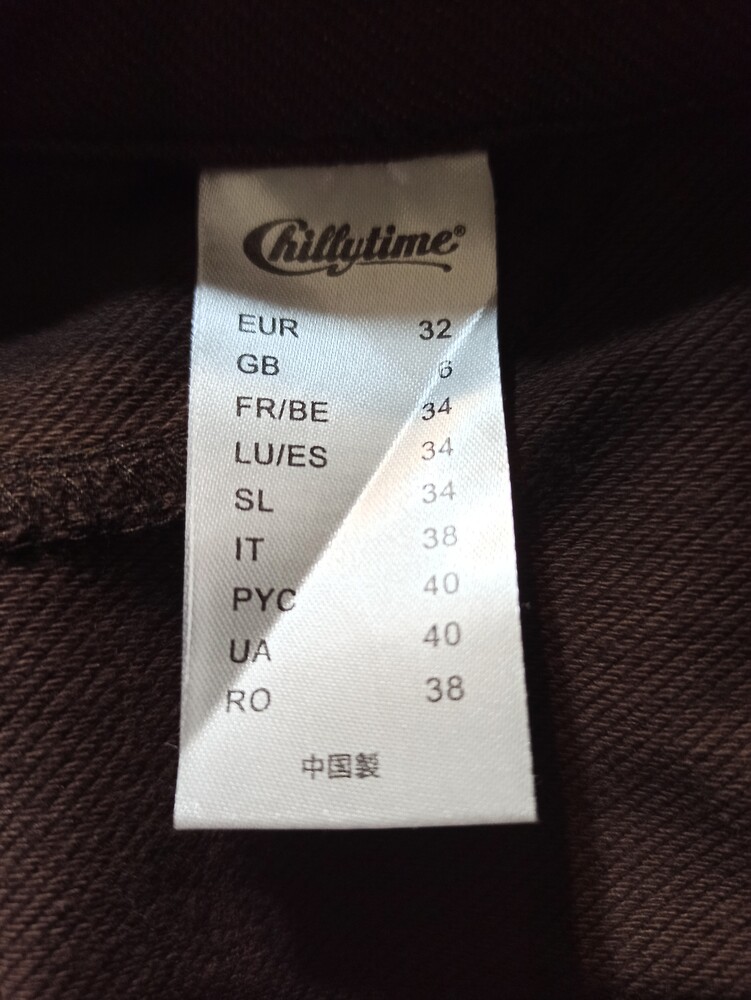 Chillytime®
EUR 32
GB 6
FR/BE 34
LU/ES 34
SL 34
IT 38
PYC 40
UA 40
RO 38
中国製